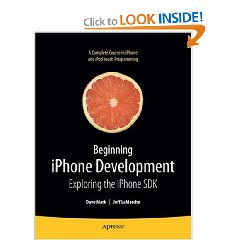 Click to LOOK INSIDE!
A Complete Course in iPhone
and iPod touch Programming
Beginning
iPhone Development
Exploring the iPhone SDK
Dave Mark | Jeff LaMarche
APRESS®